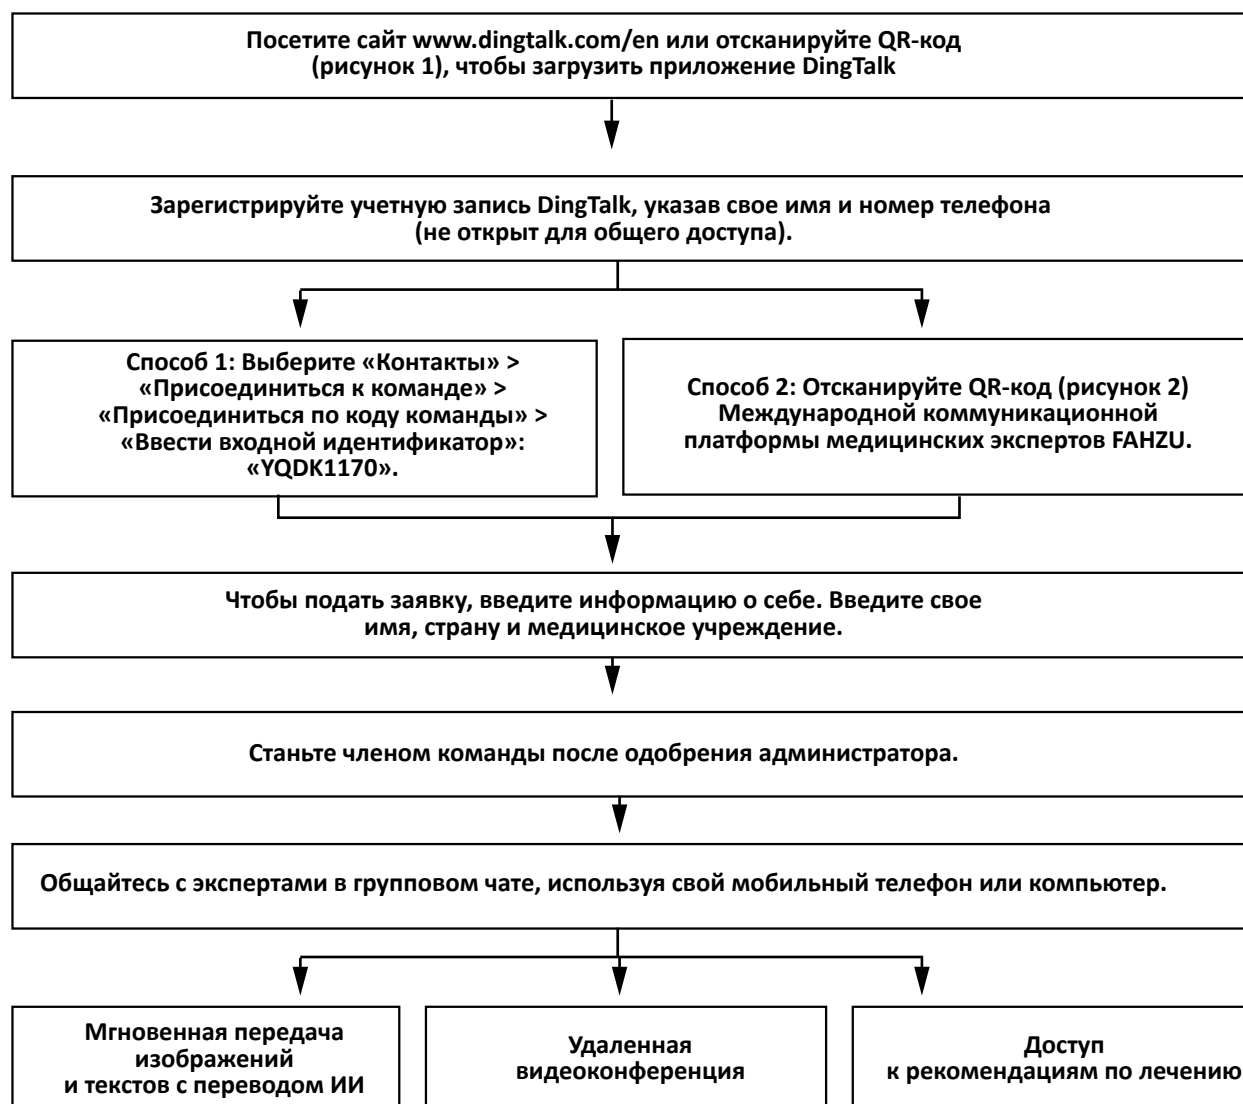 Посетите сайт www.dingtalk.com/en или отсканируйте QR-код
(рисунок 1), чтобы загрузить приложение DingTalk
Зарегистрируйте учетную запись DingTalk, указав свое имя и номер телефона
(не открыт для общего доступа).
Способ 1: Выберите «Контакты» >
«Присоединиться к команде» >
«Присоединиться по коду команды» >
«Ввести входной идентификатор»:
«YQDK1170».
Способ 2: Отсканируйте QR-код (рисунок 2)
Международной коммуникационной
платформы медицинских экспертов FAHZU.
Чтобы подать заявку, введите информацию о себе. Введите свое
имя, страну и медицинское учреждение.
Станьте членом команды после одобрения администратора.
Общайтесь с экспертами в групповом чате, используя свой мобильный телефон или компьютер.
Мгновенная передача
изображений
и текстов с переводом ИИ
Удаленная
видеоконференция
Доступ
к рекомендациям по лечению